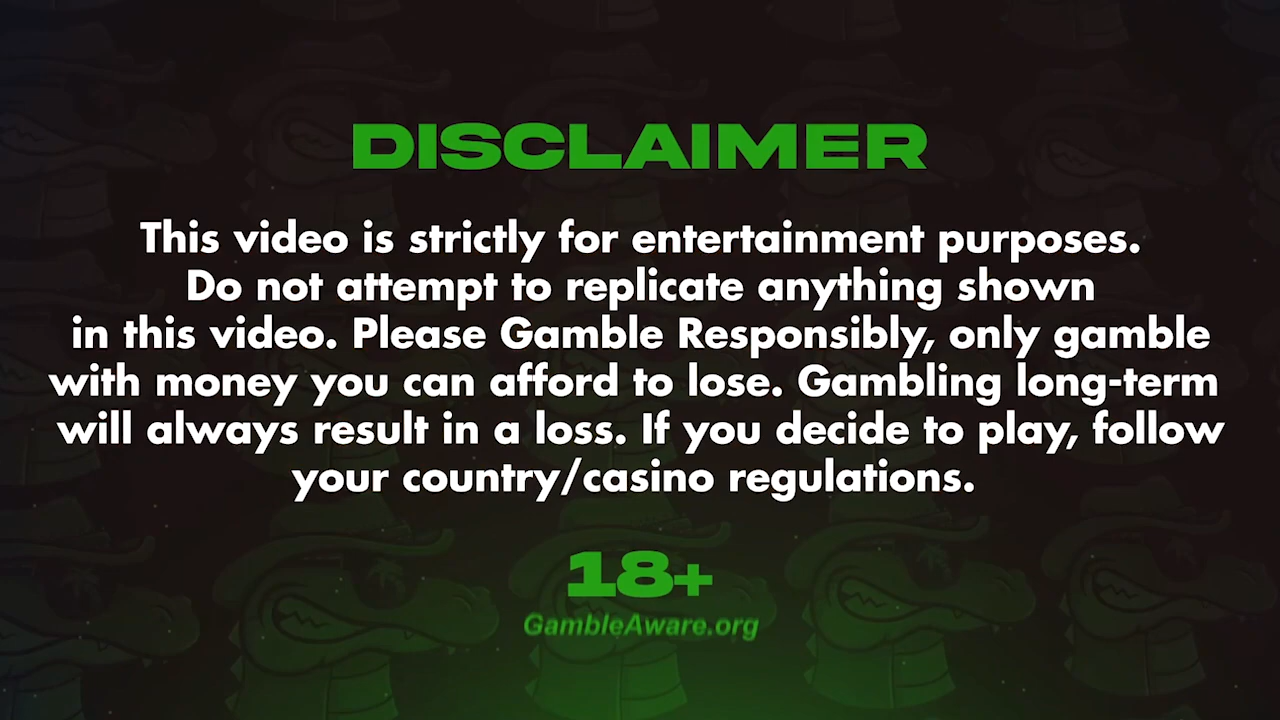 DISCLAIMER
This video is strictly for entertainment purposes.
Do not attempt to replicate anything shown
in this video. Please Gamble Responsibly, only gamble
with money you can afford to lose. Gambling long-term
will always result in a loss. If you decide to play, follow
your country/casino regulations.
18+
GambleAware.org